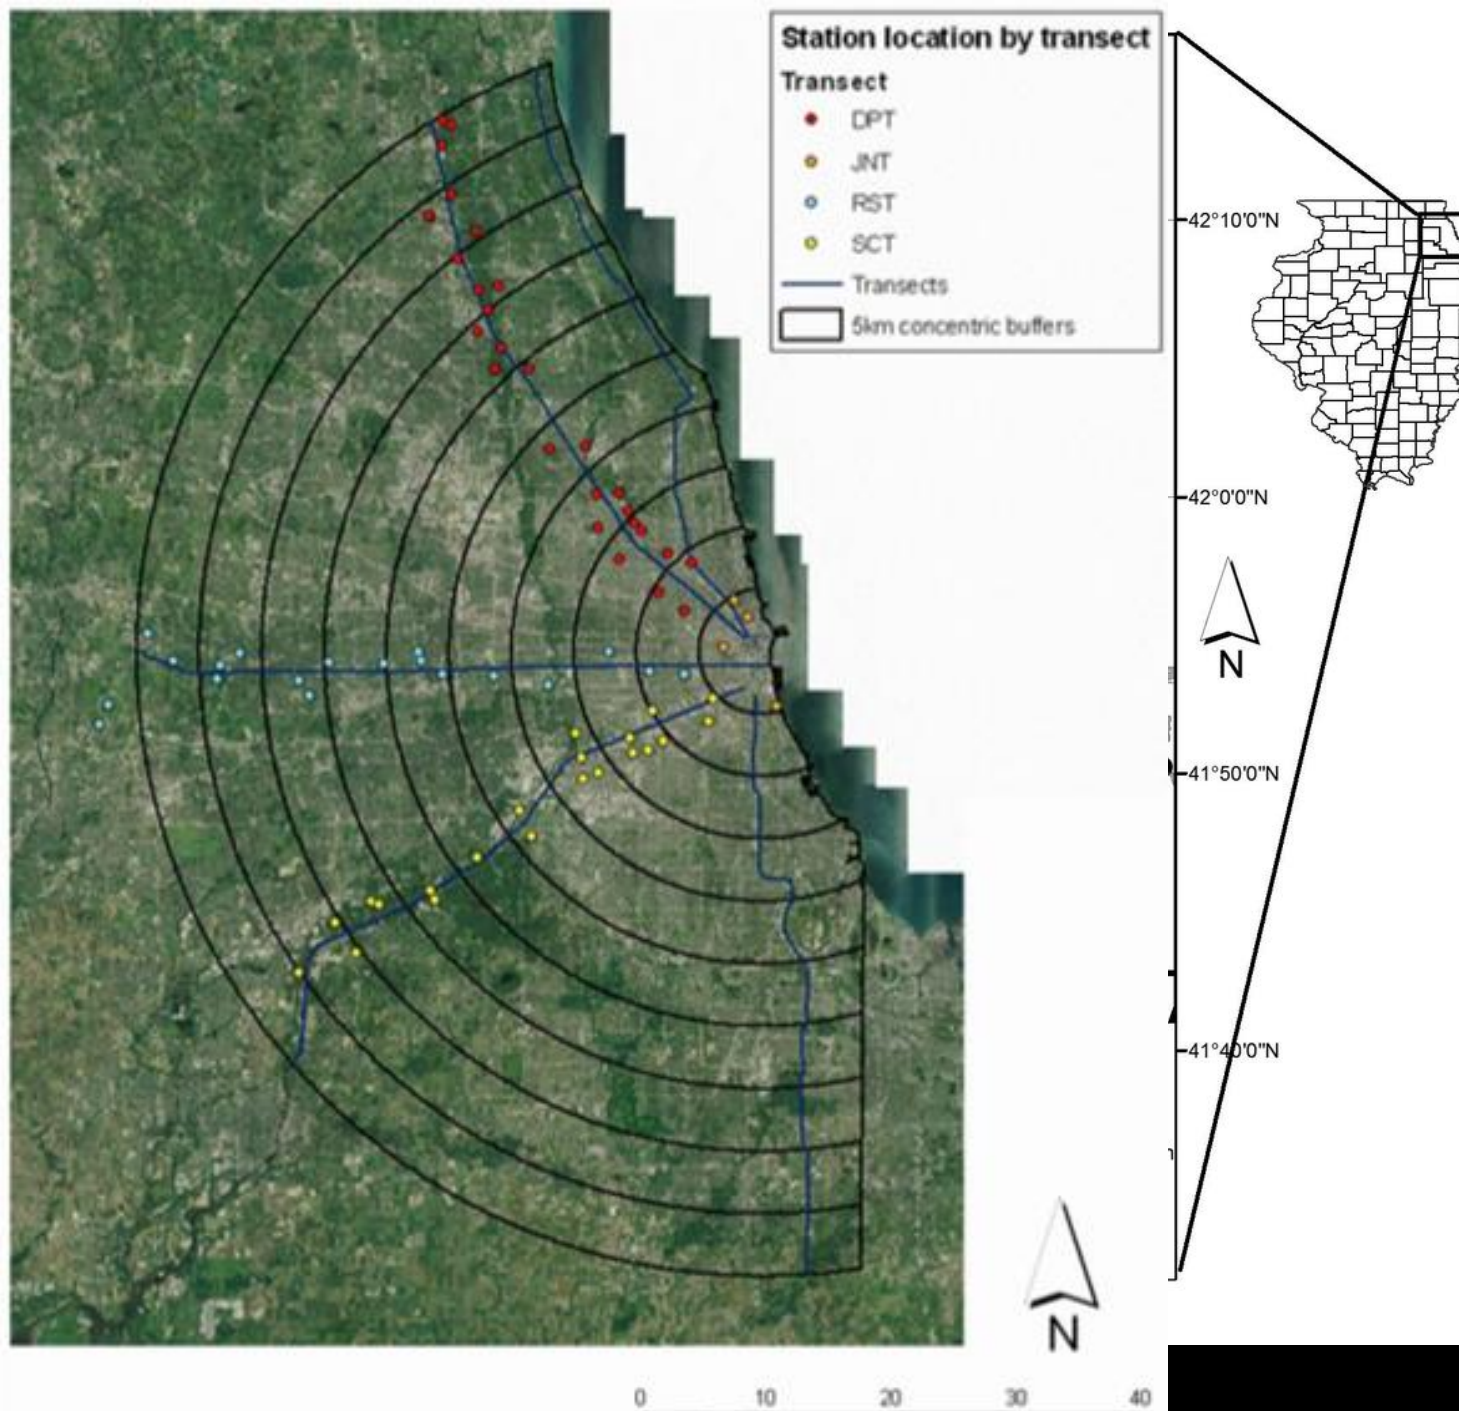 Station location by transect
Transect
DPT
JNT
RST
SCT
Transects
5km concentric buffers
42°10'0"N
42°0'0"N
N
41°50'0"N
41°40'0"N
N
0 10 20 30 40